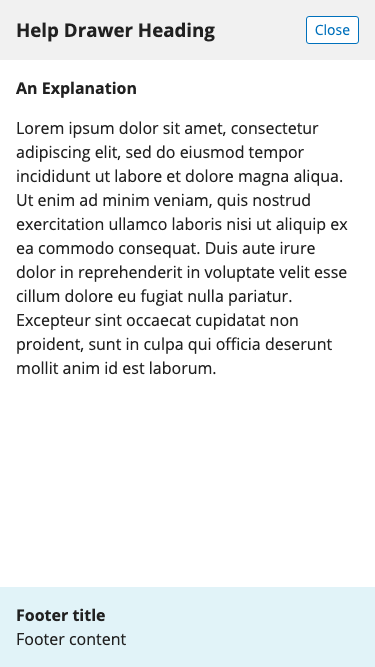 Help Drawer Heading
Close
An Explanation
Lorem ipsum dolor sit amet, consectetur
adipiscing elit, sed do eiusmod tempor
incididunt ut labore et dolore magna aliqua.
Ut enim ad minim veniam, quis nostrud
exercitation ullamco laboris nisi ut aliquip ex
ea commodo consequat. Duis aute irure
dolor in reprehenderit in voluptate velit esse
cillum dolore eu fugiat nulla pariatur.
Excepteur sint occaecat cupidatat non
proident, sunt in culpa qui officia deserunt
mollit anim id est laborum.
Footer title
Footer content